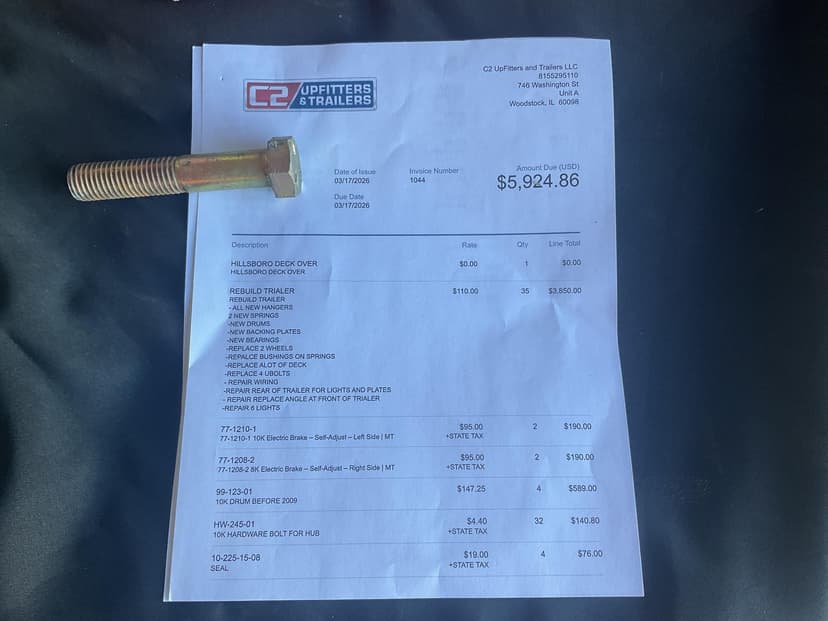 C2 UPFITTERS
& TRAILERS
C2 UpFitters and Trailers LLC
8155295110
746 Washington St
Unit A
Woodstock, IL 60098
Date of Issue
03/17/2026
Due Date
03/17/2026
Invoice Number
1044
Amount Due (USD)
$5,924.86
Description Rate Qty Line Total
HILLSBORO DECK OVER $0.00 1 $0.00
HILLSBORO DECK OVER
REBUILD TRIALER $110.00 35 $3,850.00
REBUILD TRAILER
-ALL NEW HANGERS
2 NEW SPRINGS
-NEW DRUMS
-NEW BACKING PLATES
-NEW BEARINGS
-REPLACE 2 WHEELS
-REPALCE BUSHINGS ON SPRINGS
-REPLACE ALOT OF DECK
-REPLACE 4 UBOLTS
- REPAIR WIRING
-REPAIR REAR OF TRAILER FOR LIGHTS AND PLATES
- REPAIR REPLACE ANGLE AT FRONT OF TRIALER
-REPAIR 6 LIGHTS
77-1210-1 $95.00 2 $190.00
77-1210-1 10K Electric Brake – Self-Adjust – Left Side | MT +STATE TAX
77-1208-2 $95.00 2 $190.00
77-1208-2 8K Electric Brake – Self-Adjust – Right Side | MT +STATE TAX
99-123-01 $147.25 4 $589.00
10K DRUM BEFORE 2009
HW-245-01 $4.40 32 $140.80
10K HARDWARE BOLT FOR HUB +STATE TAX
10-225-15-08 $19.00 4 $76.00
SEAL +STATE TAX